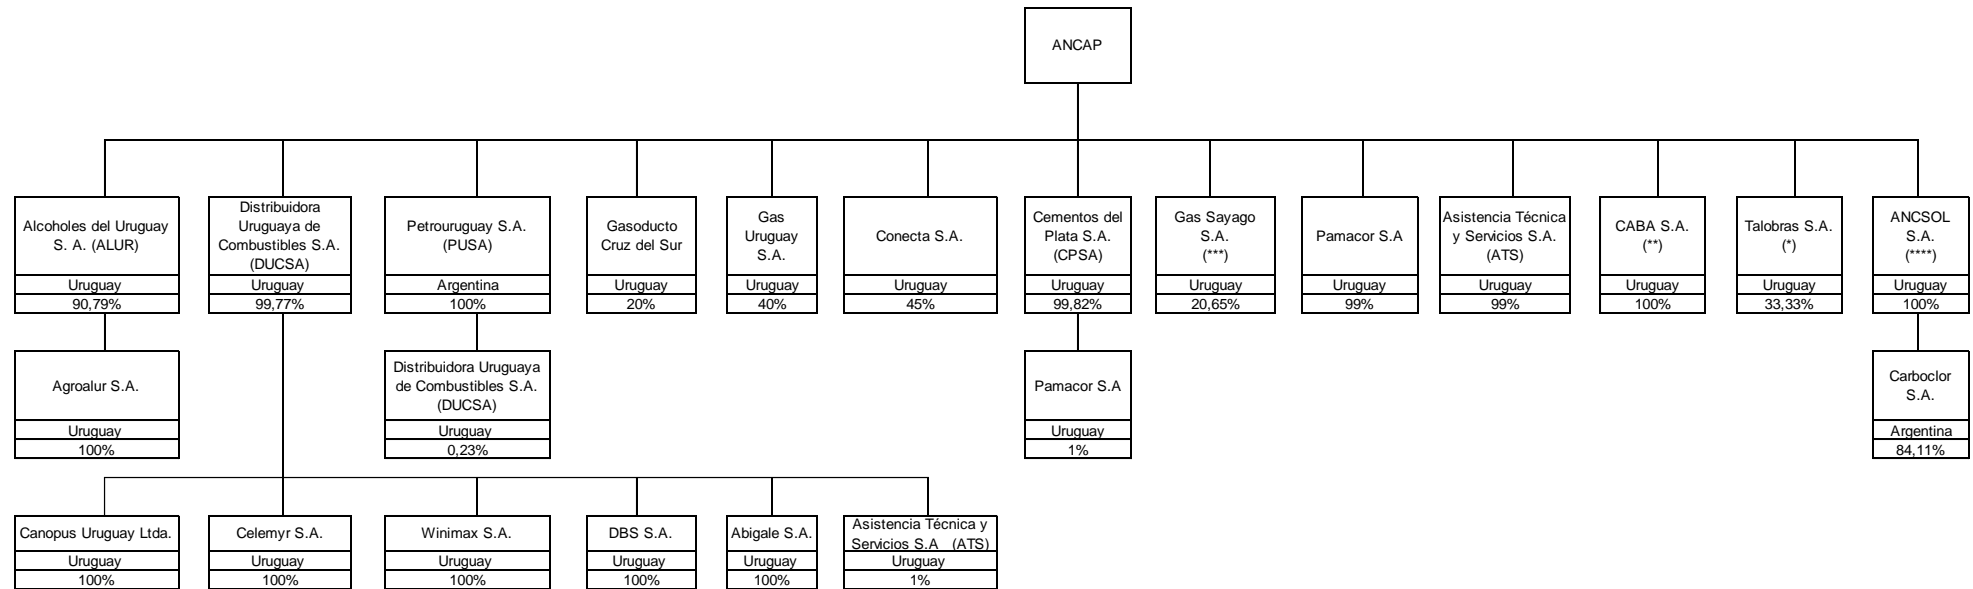 ANCAP
Alcoholes del Uruguay
S. A. (ALUR)
Uruguay
90,79%
Distribuidora
Uruguaya de
Combustibles S.A.
(DUCSA)
Uruguay
99,77%
Petrouruguay S.A.
(PUSA)
Argentina
100%
Gasoducto
Cruz del Sur
Uruguay
20%
Gas
Uruguay
S.A.
Uruguay
40%
Conecta S.A.
Uruguay
45%
Cementos del
Plata S.A.
(CPSA)
Uruguay
99,82%
Gas Sayago
S.A.
(***)
Uruguay
20,65%
Pamacor S.A
Uruguay
99%
Asistencia Técnica
y Servicios S.A.
(ATS)
Uruguay
99%
CABA S.A.
(**)
Uruguay
100%
Talobras S.A.
(*)
Uruguay
33,33%
ANCSOL
S.A.
(****)
Uruguay
100%
Agroalur S.A.
Uruguay
100%
Distribuidora Uruguaya
de Combustibles S.A.
(DUCSA)
Uruguay
0,23%
Pamacor S.A
Uruguay
1%
Carboclor
S.A.
Argentina
84,11%
Canopus Uruguay Ltda.
Uruguay
100%
Celemyr S.A.
Uruguay
100%
Winimax S.A.
Uruguay
100%
DBS S.A.
Uruguay
100%
Abigale S.A.
Uruguay
100%
Asistencia Técnica y
Servicios S.A (ATS)
Uruguay
1%